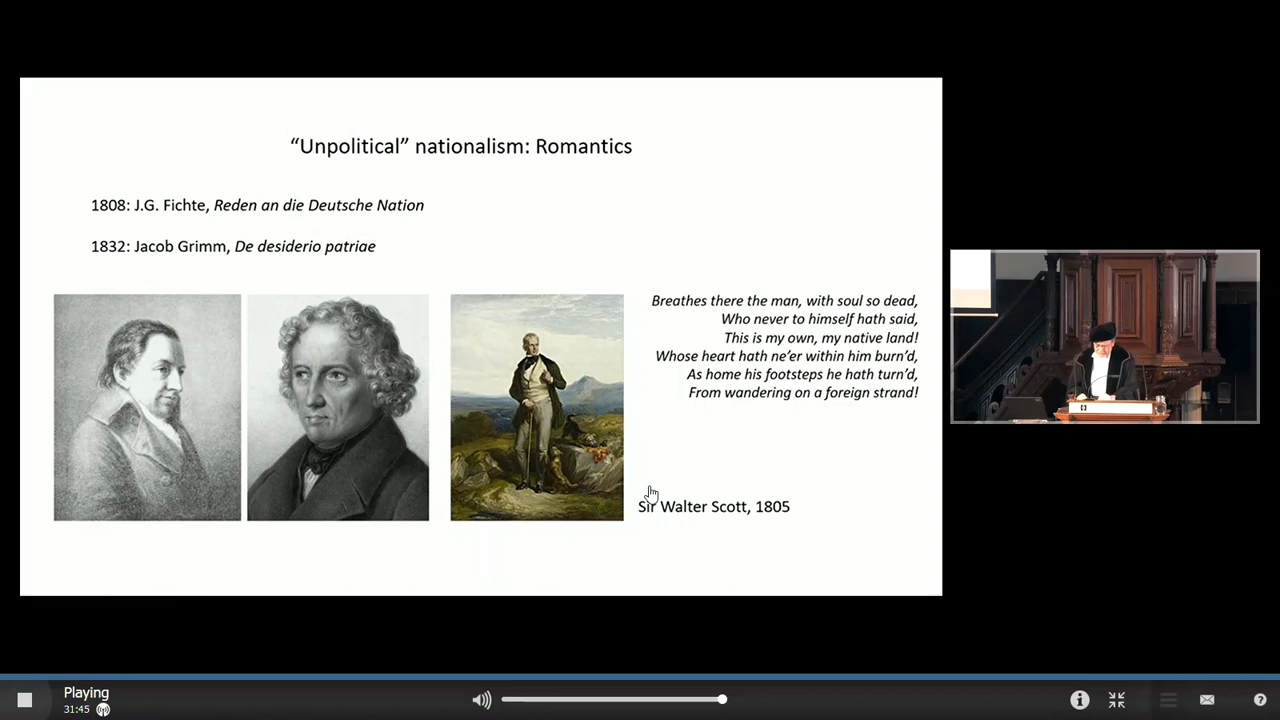 “Unpolitical” nationalism: Romantics
1808: J.G. Fichte, Reden an die Deutsche Nation
1832: Jacob Grimm, De desiderio patriae
Breathes there the man, with soul so dead,
Who never to himself hath said,
This is my own, my native land!
Whose heart hath ne’er within him burn’d,
As home his footsteps he hath turn’d,
From wandering on a foreign strand!
Sir Walter Scott, 1805
Playing
31:45